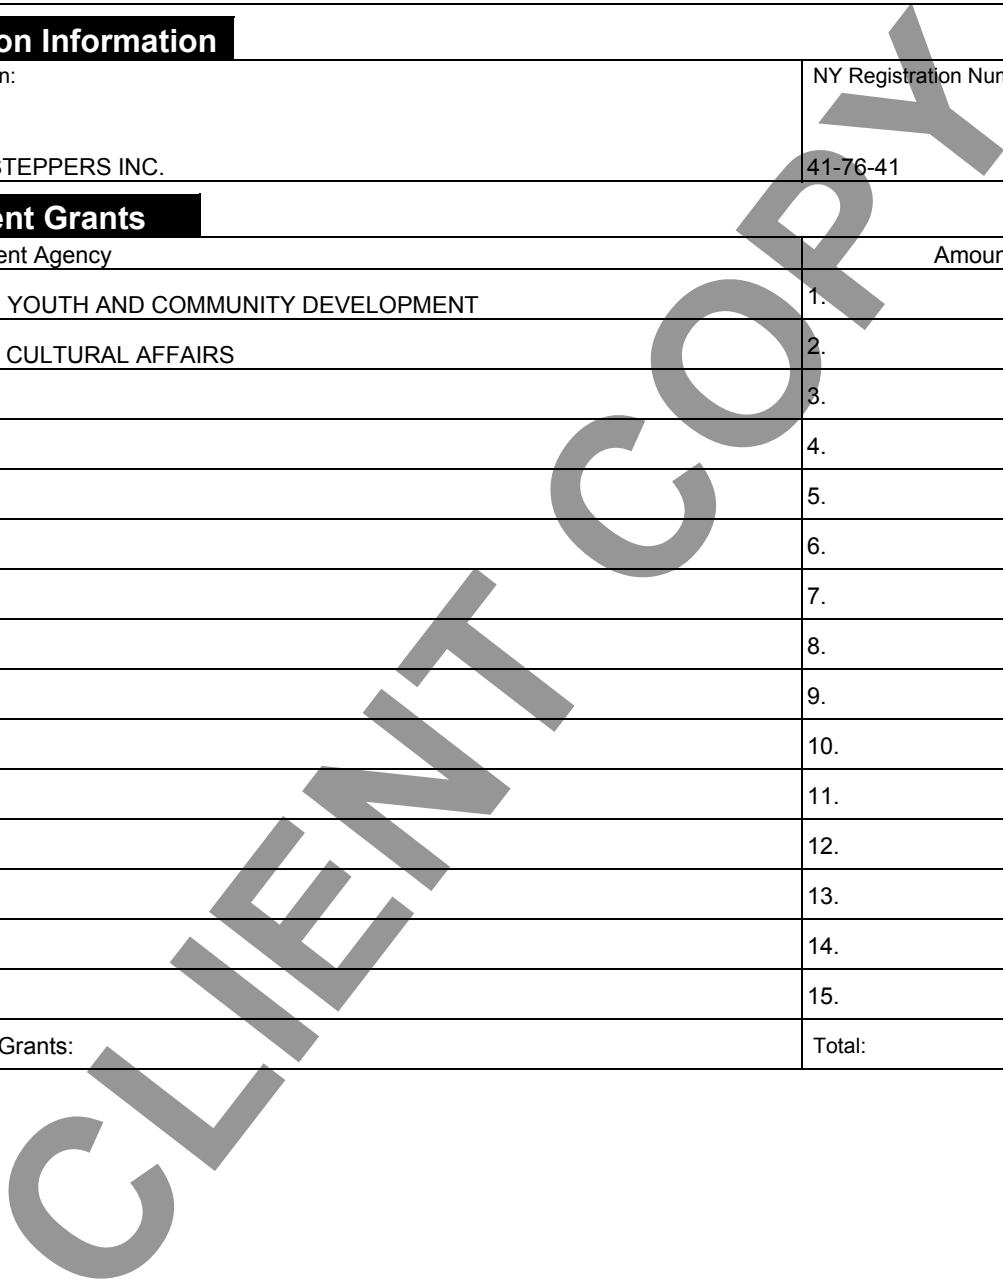 on Information
n:
NY Registration Num
STEPPERS INC.
41-76-41
ent Grants
ent Agency
Amoun
YOUTH AND COMMUNITY DEVELOPMENT
1.
CULTURAL AFFAIRS
2.
3.
4.
5.
6.
7.
8.
9.
10.
11.
12.
13.
14.
15.
Grants:
Total:
CLIENT COPY